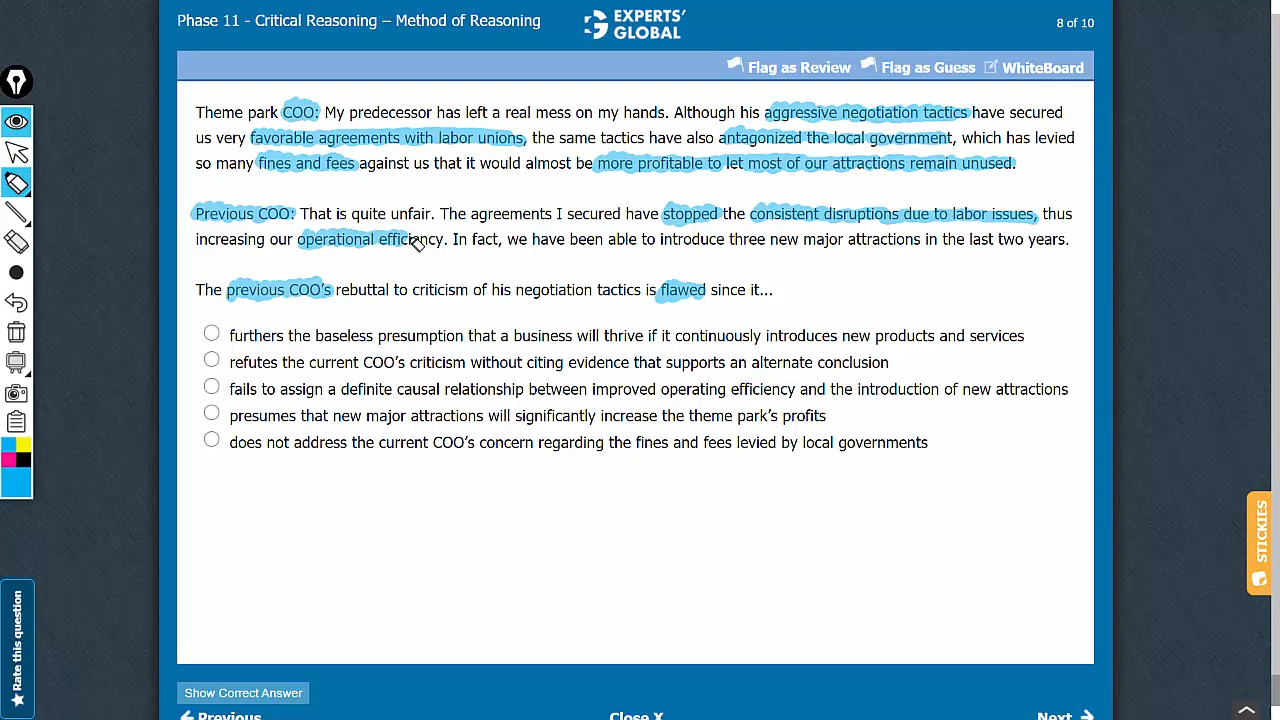 Phase 11 - Critical Reasoning – Method of Reasoning
EXPERTS'
GLOBAL
8 of 10
Flag as Review
Flag as Guess
WhiteBoard
Theme park COO: My predecessor has left a real mess on my hands. Although his aggressive negotiation tactics have secured
us very favorable agreements with labor unions, the same tactics have also antagonized the local government, which has levied
so many fines and fees against us that it would almost be more profitable to let most of our attractions remain unused.
Previous COO: That is quite unfair. The agreements I secured have stopped the consistent disruptions due to labor issues, thus
increasing our operational efficiency. In fact, we have been able to introduce three new major attractions in the last two years.
The previous COO's rebuttal to criticism of his negotiation tactics is flawed since it...
furthers the baseless presumption that a business will thrive if it continuously introduces new products and services
refutes the current COO's criticism without citing evidence that supports an alternate conclusion
fails to assign a definite causal relationship between improved operating efficiency and the introduction of new attractions
presumes that new major attractions will significantly increase the theme park's profits
does not address the current COO's concern regarding the fines and fees levied by local governments
STICKIES
Rate this question
Show Correct Answer
Previous
Close X
Next